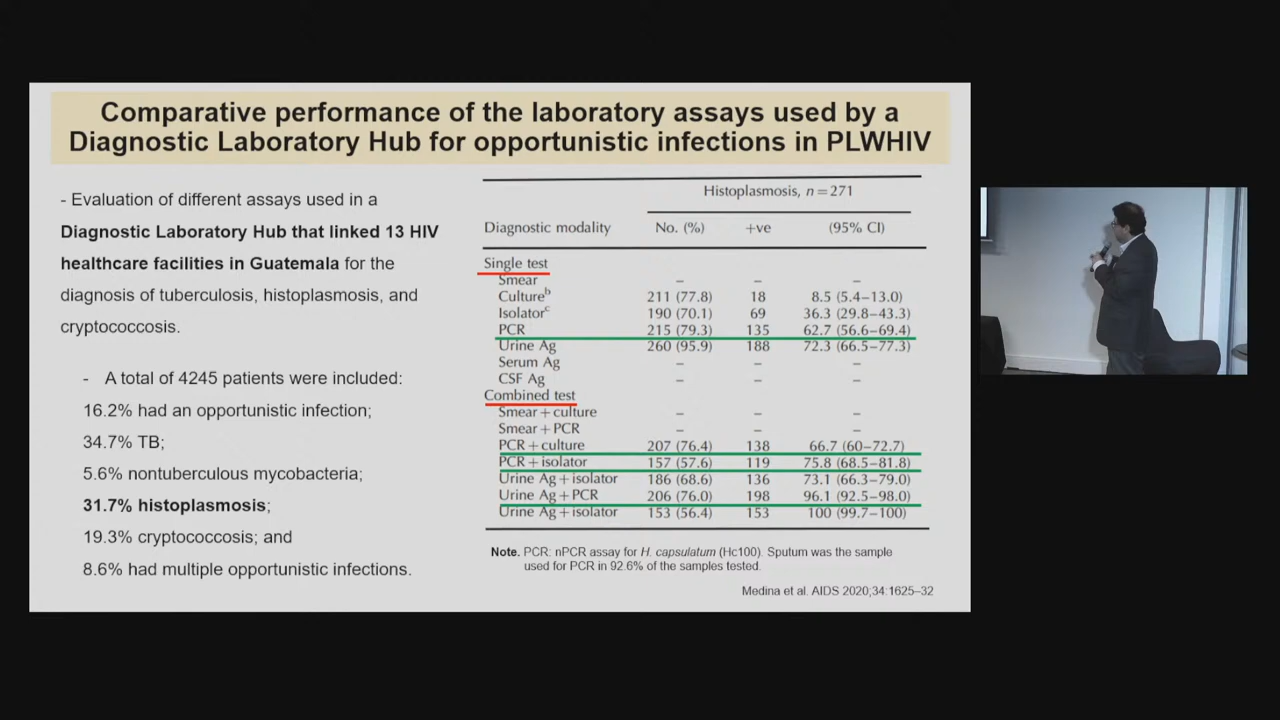 Comparative performance of the laboratory assays used by a
Diagnostic Laboratory Hub for opportunistic infections in PLWHIV
- Evaluation of different assays used in a
Diagnostic Laboratory Hub that linked 13 HIV
healthcare facilities in Guatemala for the
diagnosis of tuberculosis, histoplasmosis, and
cryptococcosis.
- A total of 4245 patients were included:
16.2% had an opportunistic infection;
34.7% TB;
5.6% nontuberculous mycobacteria;
31.7% histoplasmosis;
19.3% cryptococcosis; and
8.6% had multiple opportunistic infections.
Histoplasmosis, n=271
Diagnostic modality No. (%) +ve (95% CI)
Single test
Smear – – –
Cultureb 211 (77.8) 18 8.5 (5.4–13.0)
Isolatorc 190 (70.1) 69 36.3 (29.8–43.3)
PCR 215 (79.3) 135 62.7 (56.6–69.4)
Urine Ag 260 (95.9) 188 72.3 (66.5–77.3)
Serum Ag – – –
CSF Ag – – –
Combined test
Smear+culture – – –
Smear+PCR – – –
PCR+culture 207 (76.4) 138 66.7 (60–72.7)
PCR+isolator 157 (57.6) 119 75.8 (68.5–81.8)
Urine Ag+isolator 186 (68.6) 136 73.1 (66.3–79.0)
Urine Ag+PCR 206 (76.0) 198 96.1 (92.5–98.0)
Urine Ag+isolator 153 (56.4) 153 100 (99.7–100)
Note. PCR: nPCR assay for H. capsulatum (Hc100). Sputum was the sample
used for PCR in 92.6% of the samples tested.
Medina et al. AIDS 2020;34:1625–32